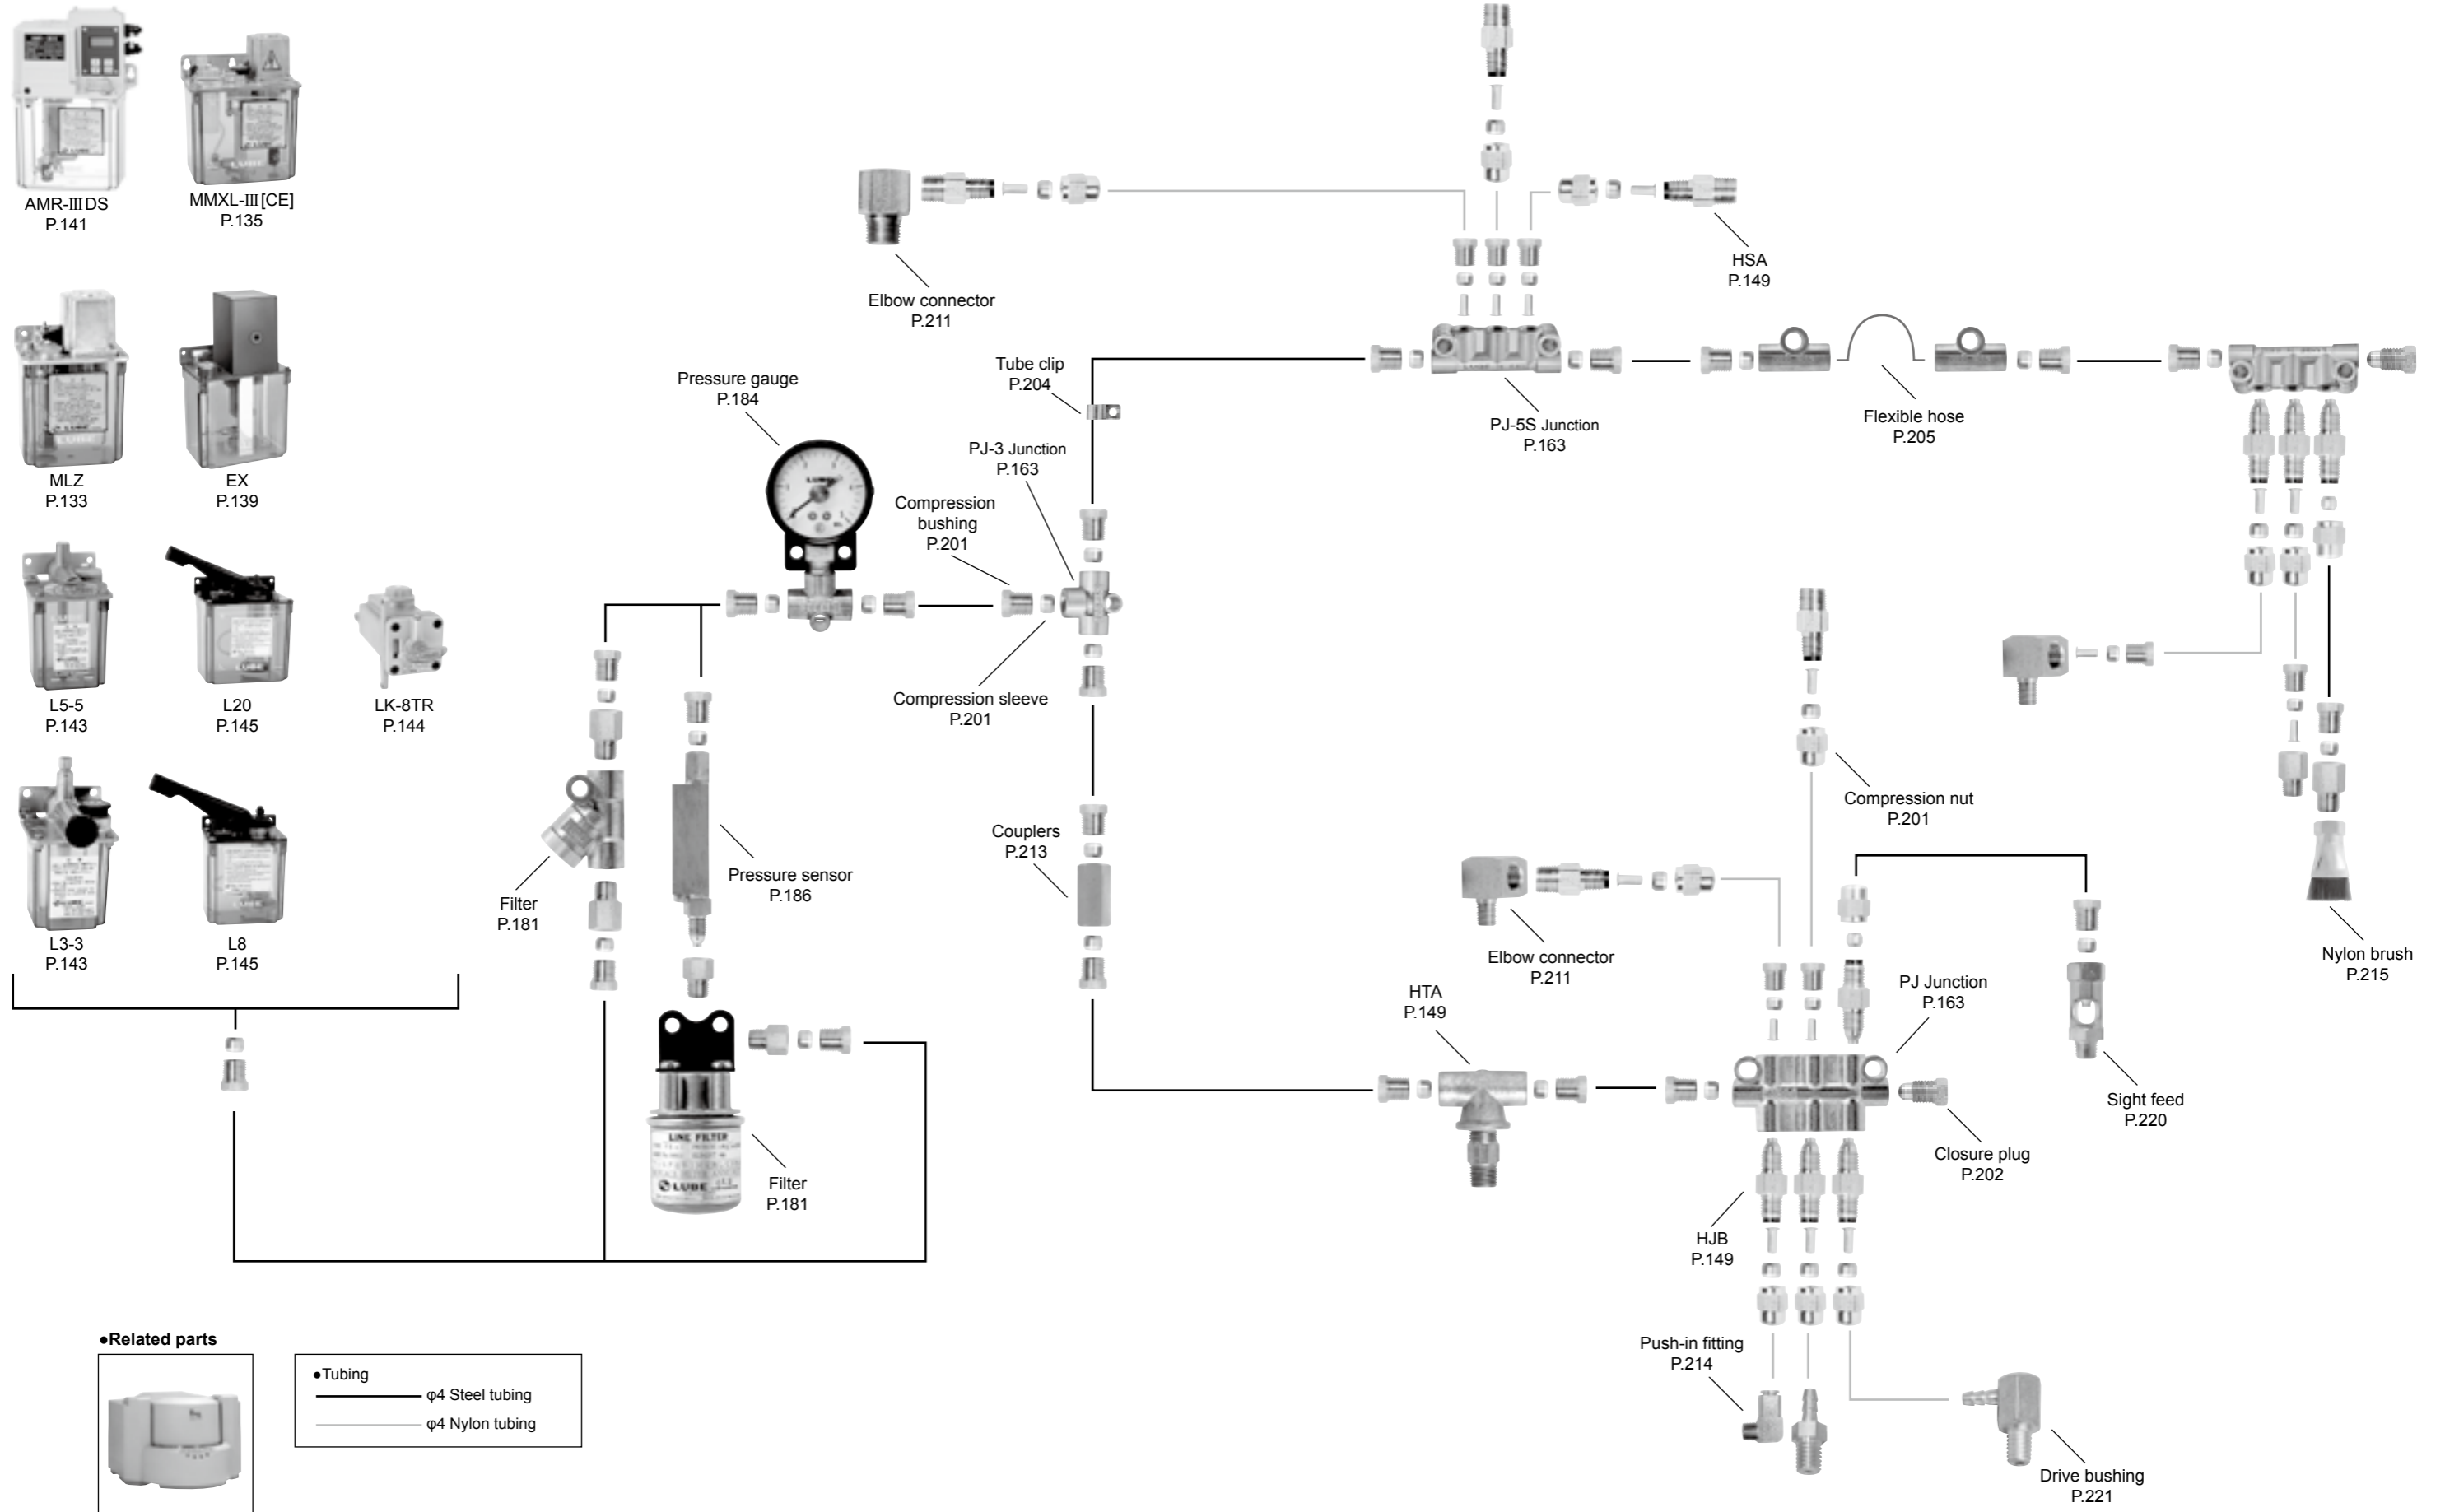 AMR-III DS
P.141
MMXL-III [CE]
P.135
MLZ
P.133
EX
P.139
L5-5
P.143
L20
P.145
LK-8TR
P.144
L3-3
P.143
L8
P.145
Filter
P.181
Pressure sensor
P.186
LINE FILTER
LUBE
Filter
P.181
Pressure gauge
P.184
Compression
bushing
P.201
PJ-3 Junction
P.163
Compression sleeve
P.201
Tube clip
P.204
Couplers
P.213
Elbow connector
P.211
HSA
P.149
PJ-5S Junction
P.163
Flexible hose
P.205
Compression nut
P.201
Elbow connector
P.211
HTA
P.149
PJ Junction
P.163
Closure plug
P.202
Sight feed
P.220
Nylon brush
P.215
HJB
P.149
Push-in fitting
P.214
Drive bushing
P.221
●Related parts
●Tubing
φ4 Steel tubing
φ4 Nylon tubing